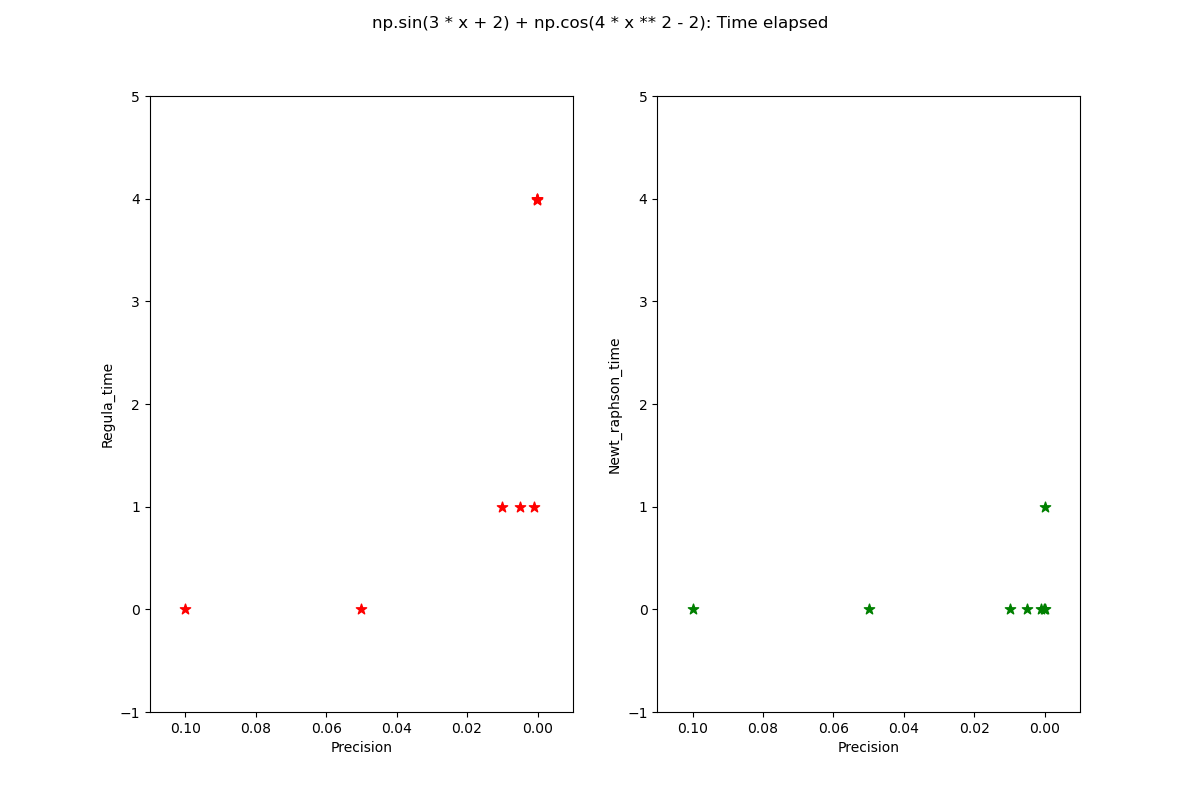 np.sin(3 * x + 2) + np.cos(4 * x ** 2 - 2): Time elapsed
5
4
3
2
1
0
−1
Regula_time
0.10 0.08 0.06 0.04 0.02 0.00
Precision
5
4
3
2
1
0
−1
Newt_raphson_time
0.10 0.08 0.06 0.04 0.02 0.00
Precision